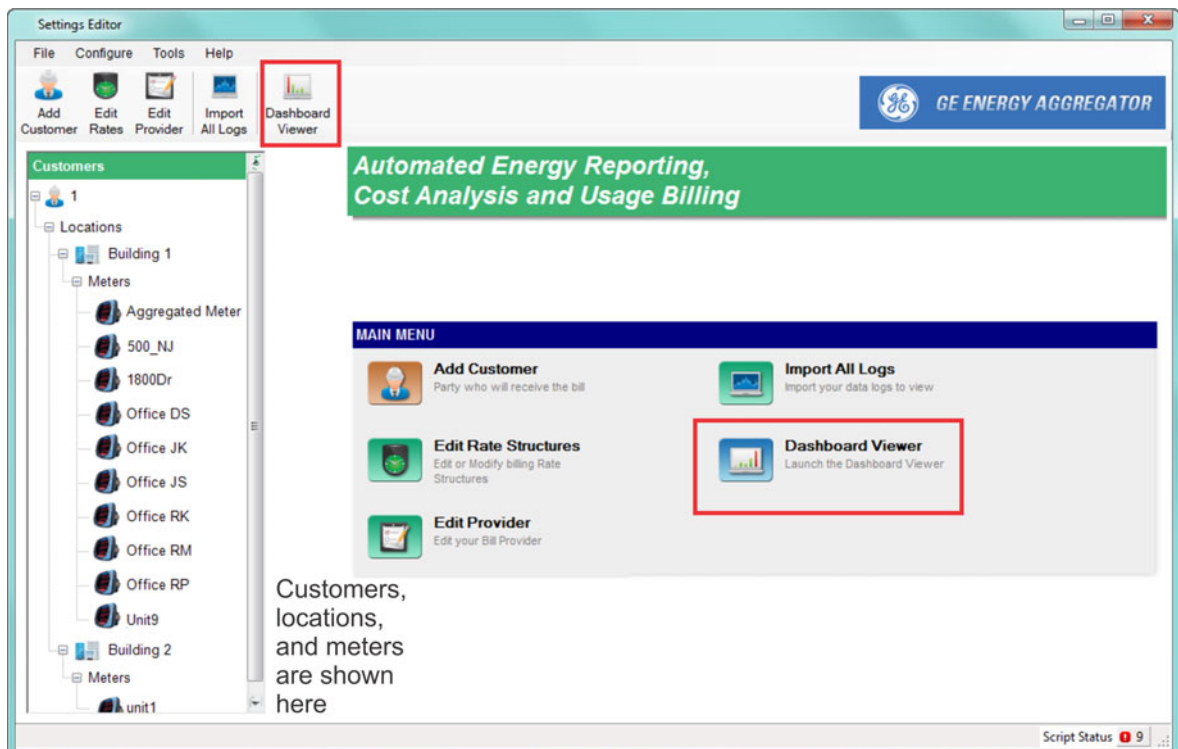 Settings Editor
File Configure Tools Help
Add Customer
Edit Rates
Edit Provider
Import All Logs
Dashboard Viewer
GE ENERGY AGGREGATOR
Customers
1
Locations
Building 1
Meters
Aggregated Meter
500_NJ
1800Dr
Office DS
Office JK
Office JS
Office RK
Office RM
Office RP
Unit9
Building 2
Meters
unit1
Automated Energy Reporting,
Cost Analysis and Usage Billing
MAIN MENU
Add Customer
Party who will receive the bill
Import All Logs
Import your data logs to view
Edit Rate Structures
Edit or Modify billing Rate
Structures
Dashboard Viewer
Launch the Dashboard Viewer
Edit Provider
Edit your Bill Provider
Customers,
locations,
and meters
are shown
here
Script Status 9